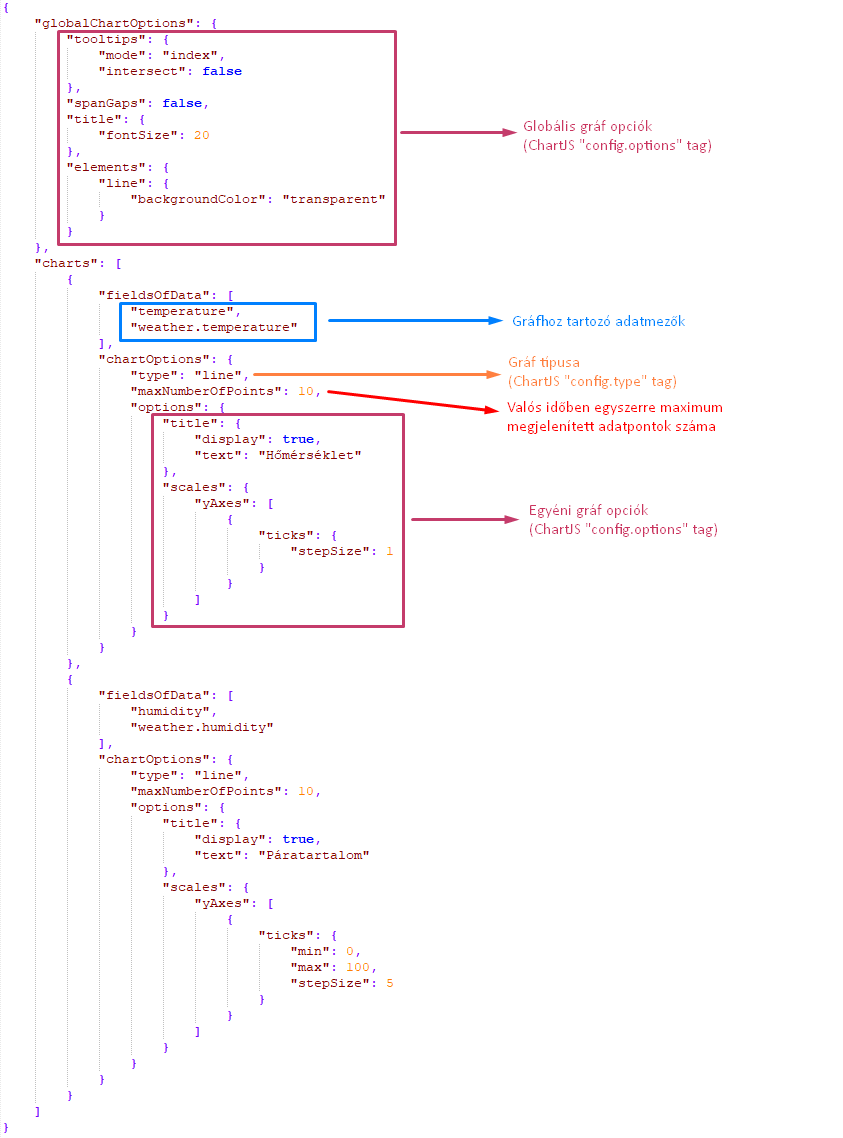 {
"globalChartOptions": {
"tooltips": {
"mode": "index",
"intersect": false
},
"spanGaps": false,
"title": {
"fontSize": 20
},
"elements": {
"line": {
"backgroundColor": "transparent"
}
}
},
Globális gráf opciók
(ChartJS "config.options" tag)
"charts": [
{
"fieldsOfData": [
"temperature",
"weather.temperature"
],
Gráfhoz tartozó adatmezők
"chartOptions": {
"type": "line",
Gráf típusa
(ChartJS "config.type" tag)
"maxNumberOfPoints": 10,
Valós időben egyszerre maximum
megjelenített adatpontok száma
"options": {
"title": {
"display": true,
"text": "Hőmérséklet"
},
"scales": {
"yAxes": [
{
"ticks": {
"stepSize": 1
}
}
]
}
Egyéni gráf opciók
(ChartJS "config.options" tag)
}
}
},
{
"fieldsOfData": [
"humidity",
"weather.humidity"
],
"chartOptions": {
"type": "line",
"maxNumberOfPoints": 10,
"options": {
"title": {
"display": true,
"text": "Páratartalom"
},
"scales": {
"yAxes": [
{
"ticks": {
"min": 0,
"max": 100,
"stepSize": 5
}
}
]
}
}
}
}
]
}